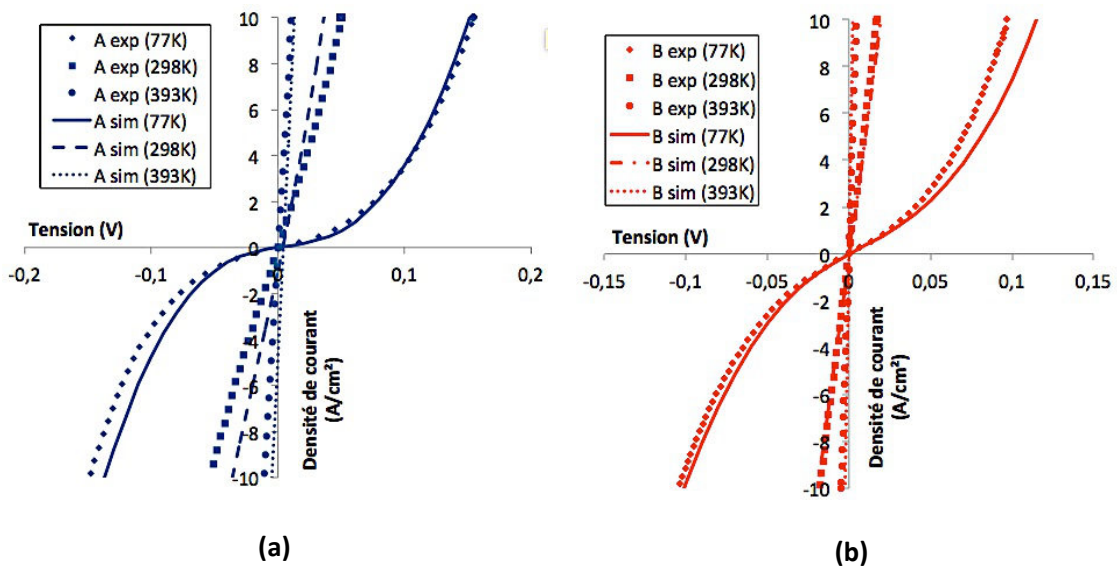 10
8
6
4
2
0
-2
-4
-6
-8
-10
A exp (77K)
A exp (298K)
A exp (393K)
A sim (77K)
A sim (298K)
A sim (393K)
Tension (V)
-0,2
-0,1
0
0,1
0,2
Densité de courant
(A/cm²)
(a)
10
8
6
4
2
0
-2
-4
-6
-8
-10
B exp (77K)
B exp (298K)
B exp (393K)
B sim (77K)
B sim (298K)
B sim (393K)
Tension (V)
-0,15
-0,1
-0,05
0
0,05
0,1
0,15
Densité de courant
(A/cm²)
(b)